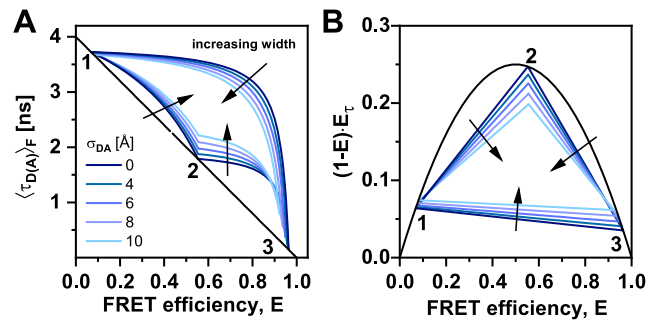 A
B
⟨τD(A)⟩F [ns]
4
3
2
1
0.0 0.2 0.4 0.6 0.8 1.0
FRET efficiency, E
1
2
3
increasing width
σDA [Å]
0
4
6
8
10
(1-E)·Eτ
0.3
0.2
0.1
0.0
0.0 0.2 0.4 0.6 0.8 1.0
FRET efficiency, E
1
2
3